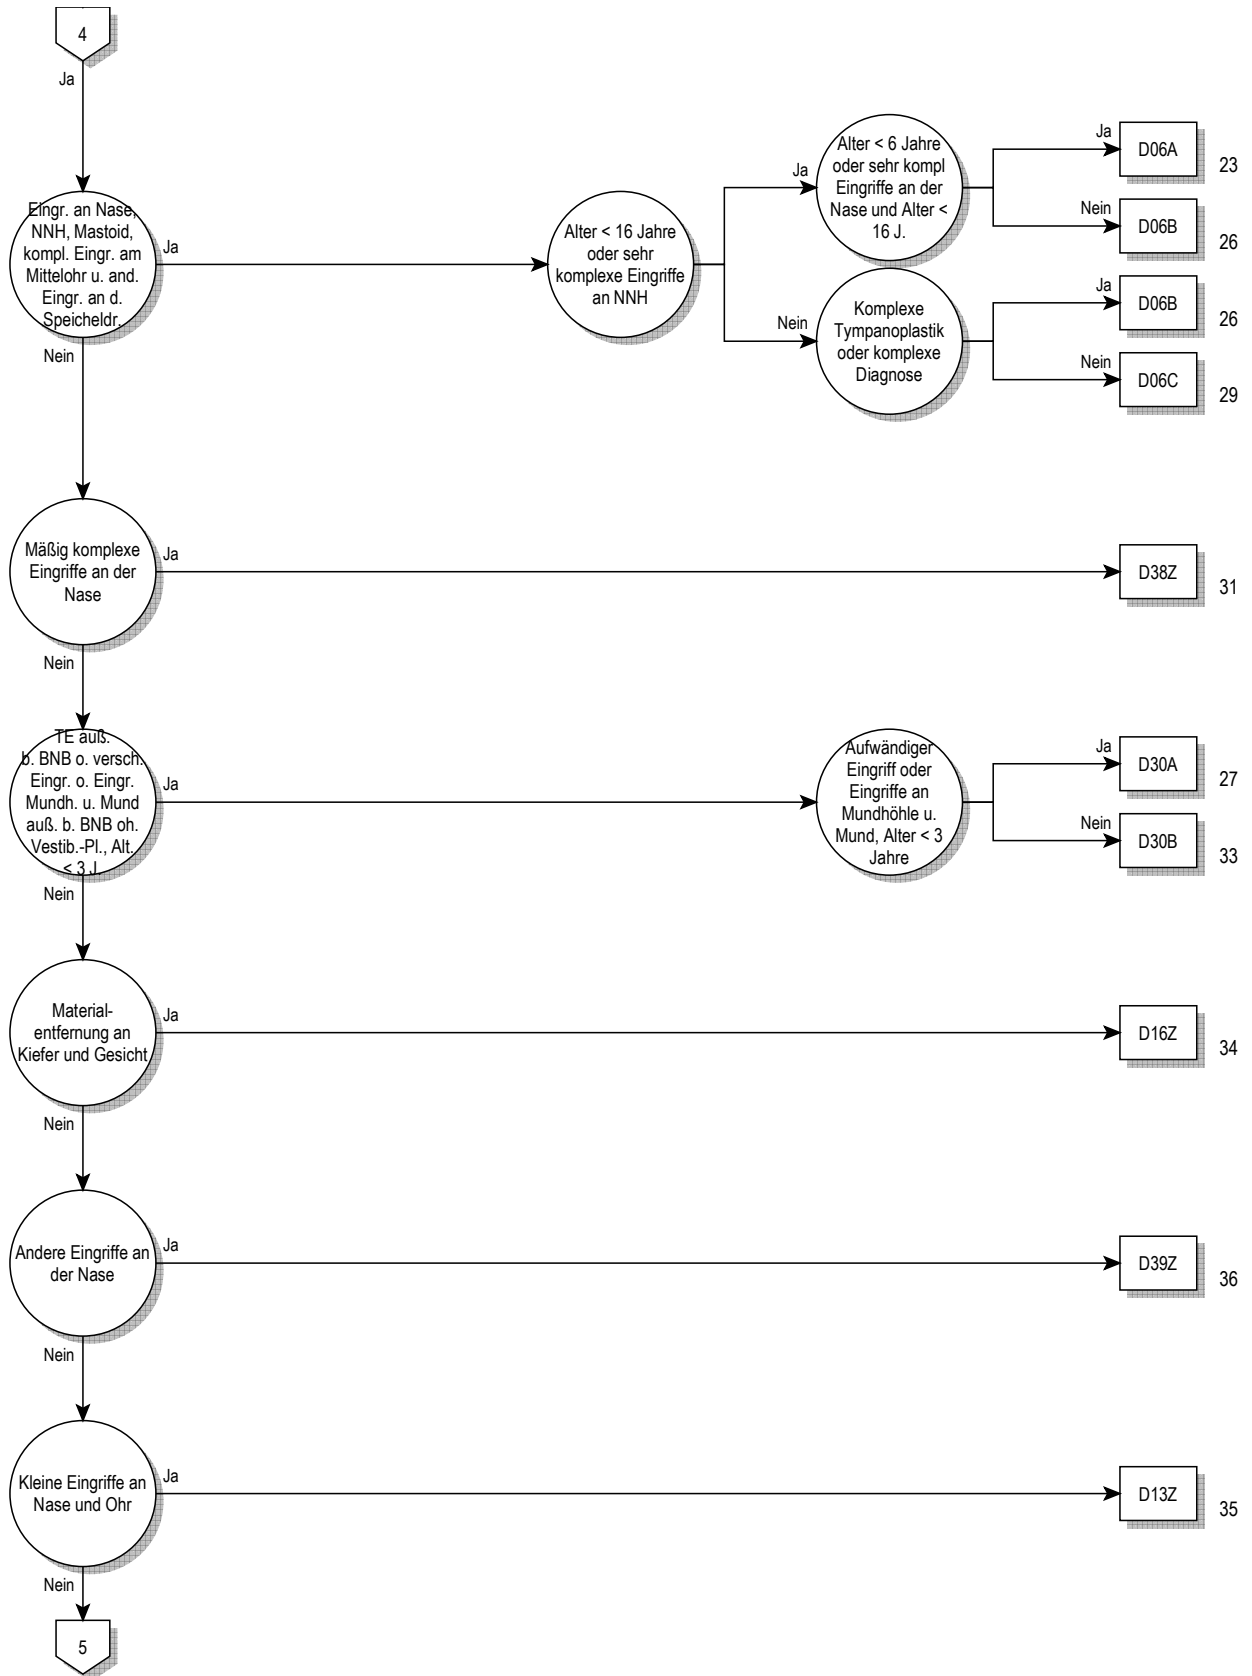 4
Ja
Eingr. an Nase,
NNH, Mastoid,
kompl. Eingr. am
Mittelohr u. and.
Eingr. an d.
Speicheldr.
Ja
Nein
Alter < 16 Jahre
oder sehr
komplexe Eingriffe
an NNH
Ja
Nein
Alter < 6 Jahre
oder sehr kompl
Eingriffe an der
Nase und Alter <
16 J.
Ja
D06A
23
Nein
D06B
26
Komplexe
Tympanoplastik
oder komplexe
Diagnose
Ja
D06B
26
Nein
D06C
29
Mäßig komplexe
Eingriffe an der
Nase
Ja
D38Z
31
Nein
TE auß.
b. BNB o. versch.
Eingr. o. Eingr.
Mundh. u. Mund
auß. b. BNB oh.
Vestib.-Pl., Alt.
< 3 J.
Ja
Nein
Aufwändiger
Eingriff oder
Eingriffe an
Mundhöhle u.
Mund, Alter < 3
Jahre
Ja
D30A
27
Nein
D30B
33
Material-
entfernung an
Kiefer und Gesicht
Ja
D16Z
34
Nein
Andere Eingriffe an
der Nase
Ja
D39Z
36
Nein
Kleine Eingriffe an
Nase und Ohr
Ja
D13Z
35
Nein
5